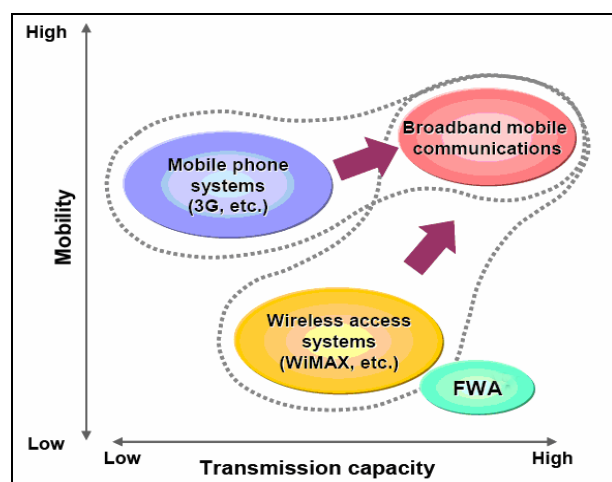 High
Broadband mobile
communications
Mobile phone
systems
(3G, etc.)
Mobility
Wireless access
systems
(WiMAX, etc.)
FWA
Low
Low
Transmission capacity
High